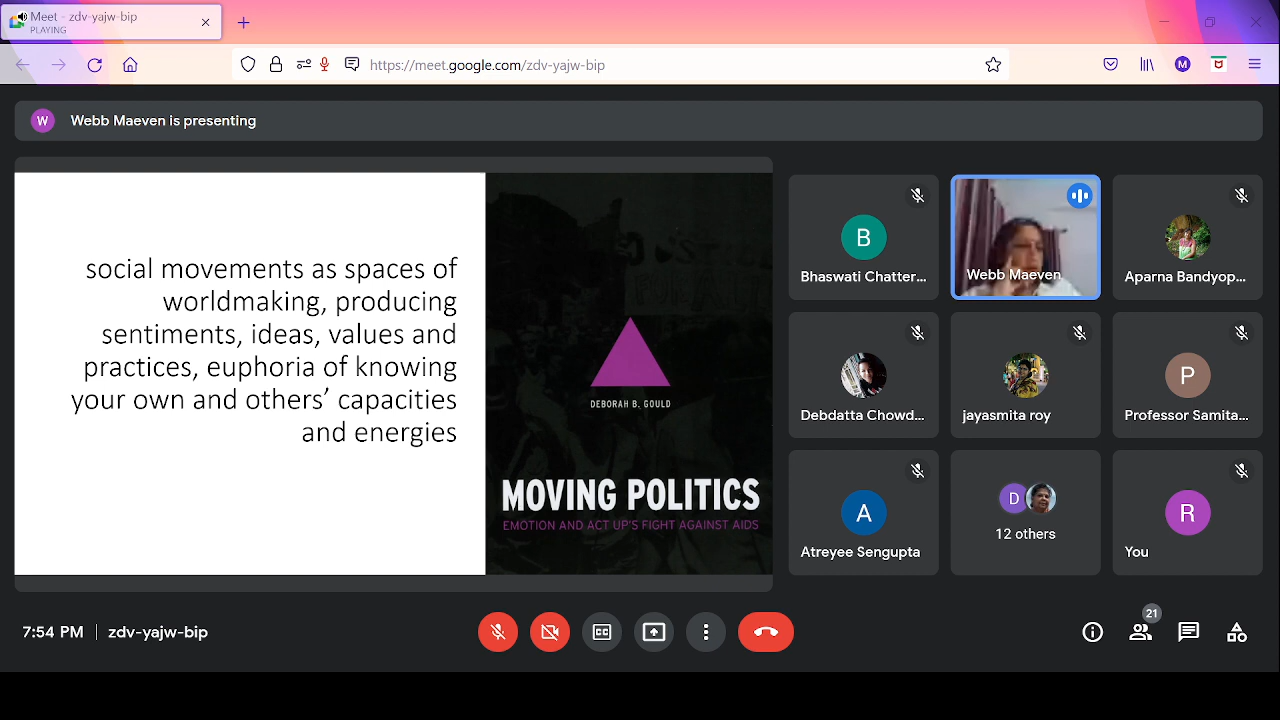 Meet - zdv-yajw-bip
PLAYING
https://meet.google.com/zdv-yajw-bip
M
W
Webb Maeven is presenting
social movements as spaces of
worldmaking, producing
sentiments, ideas, values and
practices, euphoria of knowing
your own and others' capacities
and energies
DEBORAH B. GOULD
MOVING POLITICS
EMOTION AND ACT UP'S FIGHT AGAINST AIDS
B
Bhaswati Chatter...
Webb Maeven
Aparna Bandyop...
Debdatta Chowd...
jayasmita roy
P
Professor Samita...
A
Atreyee Sengupta
D
12 others
R
You
7:54 PM
zdv-yajw-bip
CC
21